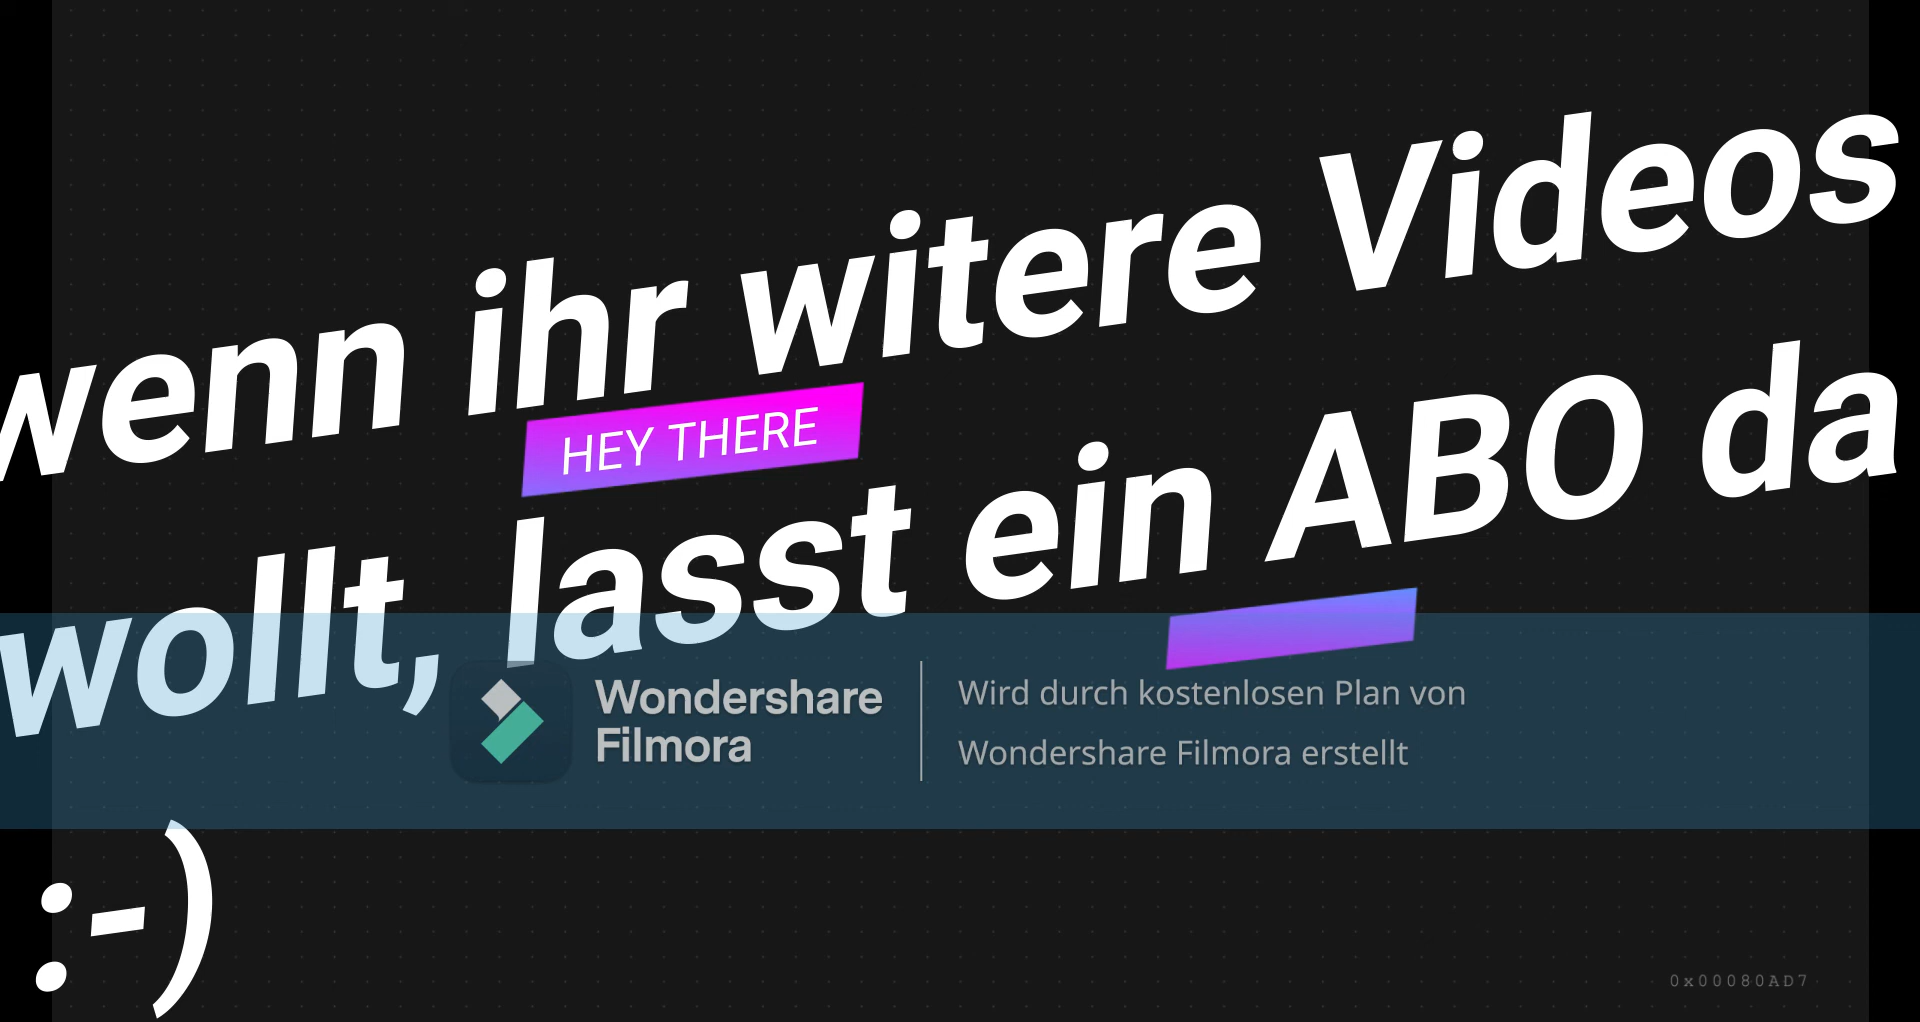 wenn ihr witere Videos
HEY THERE
wollt, lasst ein ABO da
Wondershare
Filmora
Wird durch kostenlosen Plan von
Wondershare Filmora erstellt
:-)
0x00080AD7